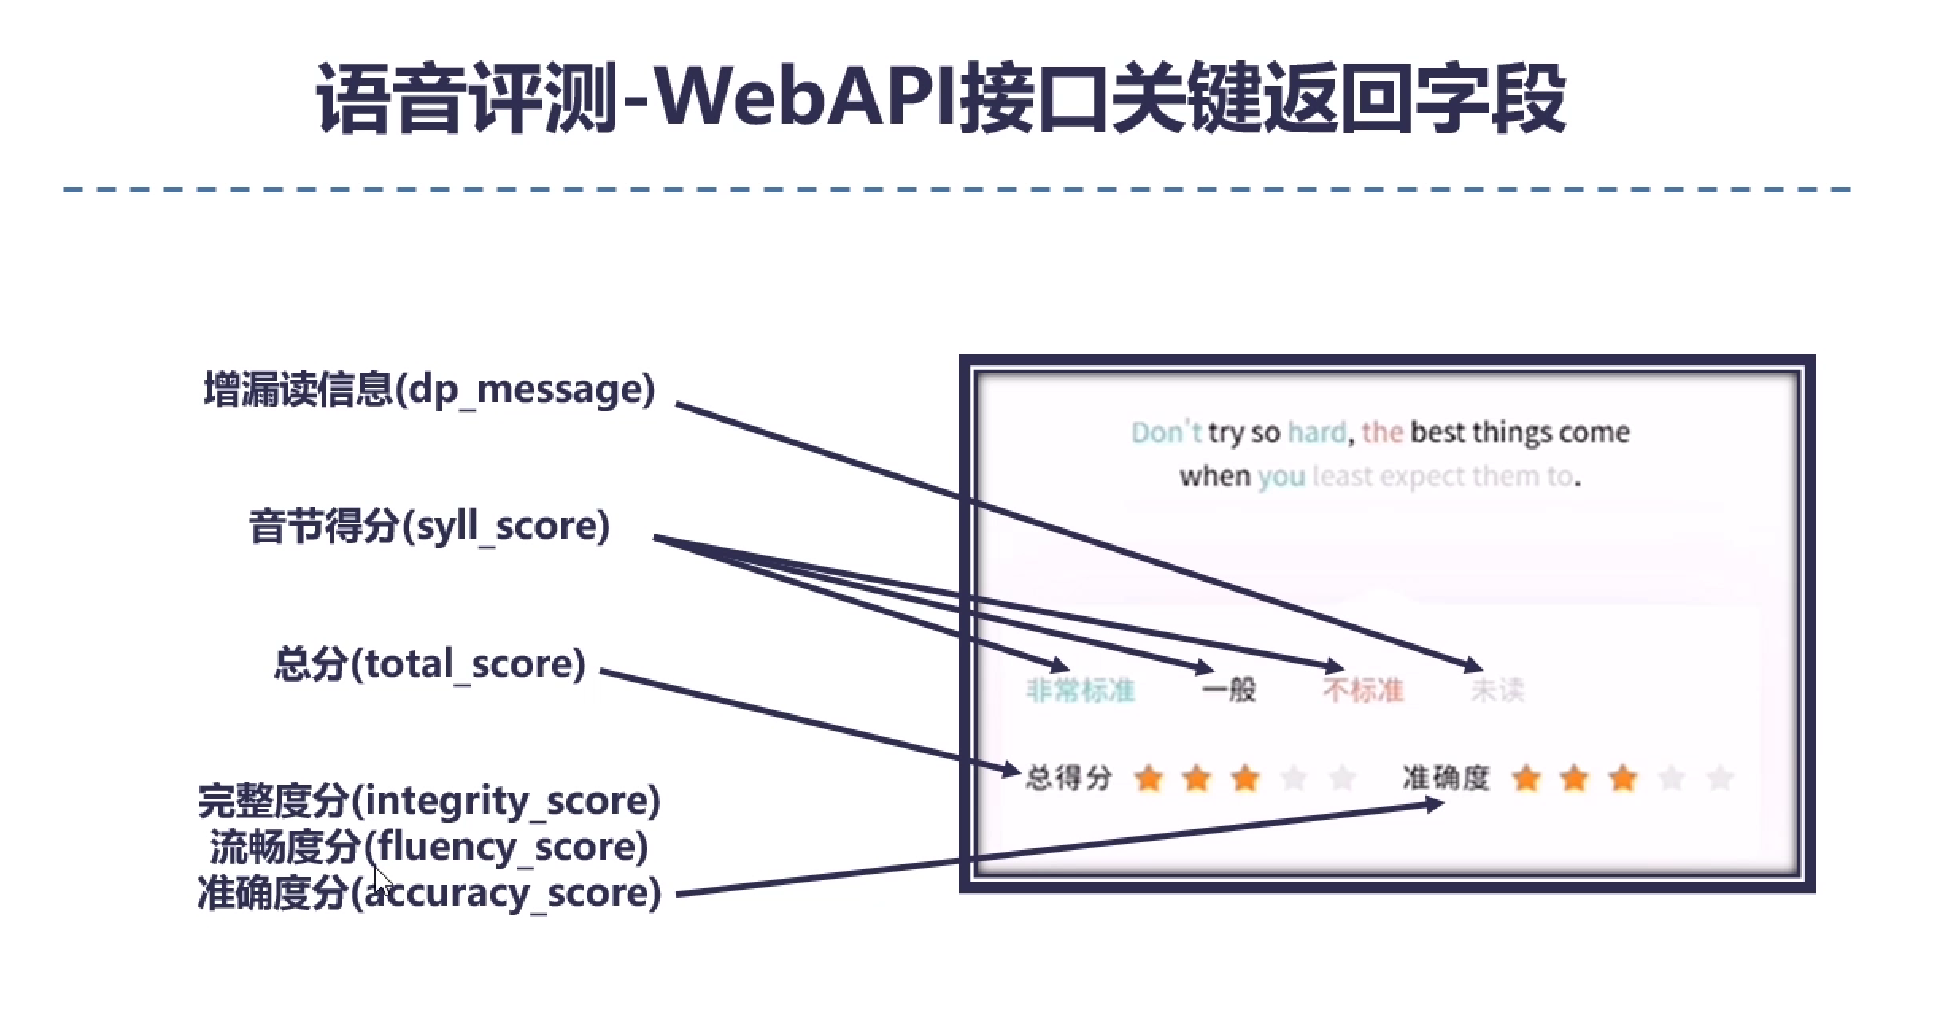 语音评测-WebAPI接口关键返回字段
增漏读信息(dp_message)
音节得分(syll_score)
总分(total_score)
完整度分(integrity_score)
流畅度分(fluency_score)
准确度分(accuracy_score)
Don't try so hard, the best things come
when you least expect them to.
非常标准 一般 不标准 未读
总得分 准确度